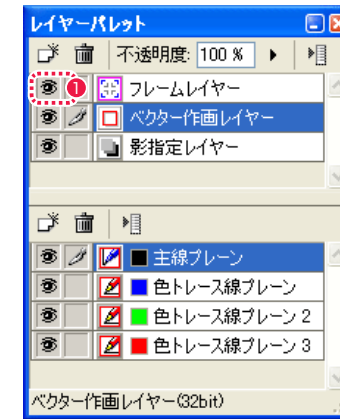 レイヤーパレット
不透明度: 100 %
1 フレームレイヤー
ベクター作画レイヤー
影指定レイヤー
主線プレーン
色トレース線プレーン
色トレース線プレーン 2
色トレース線プレーン 3
ベクター作画レイヤー(32bit)